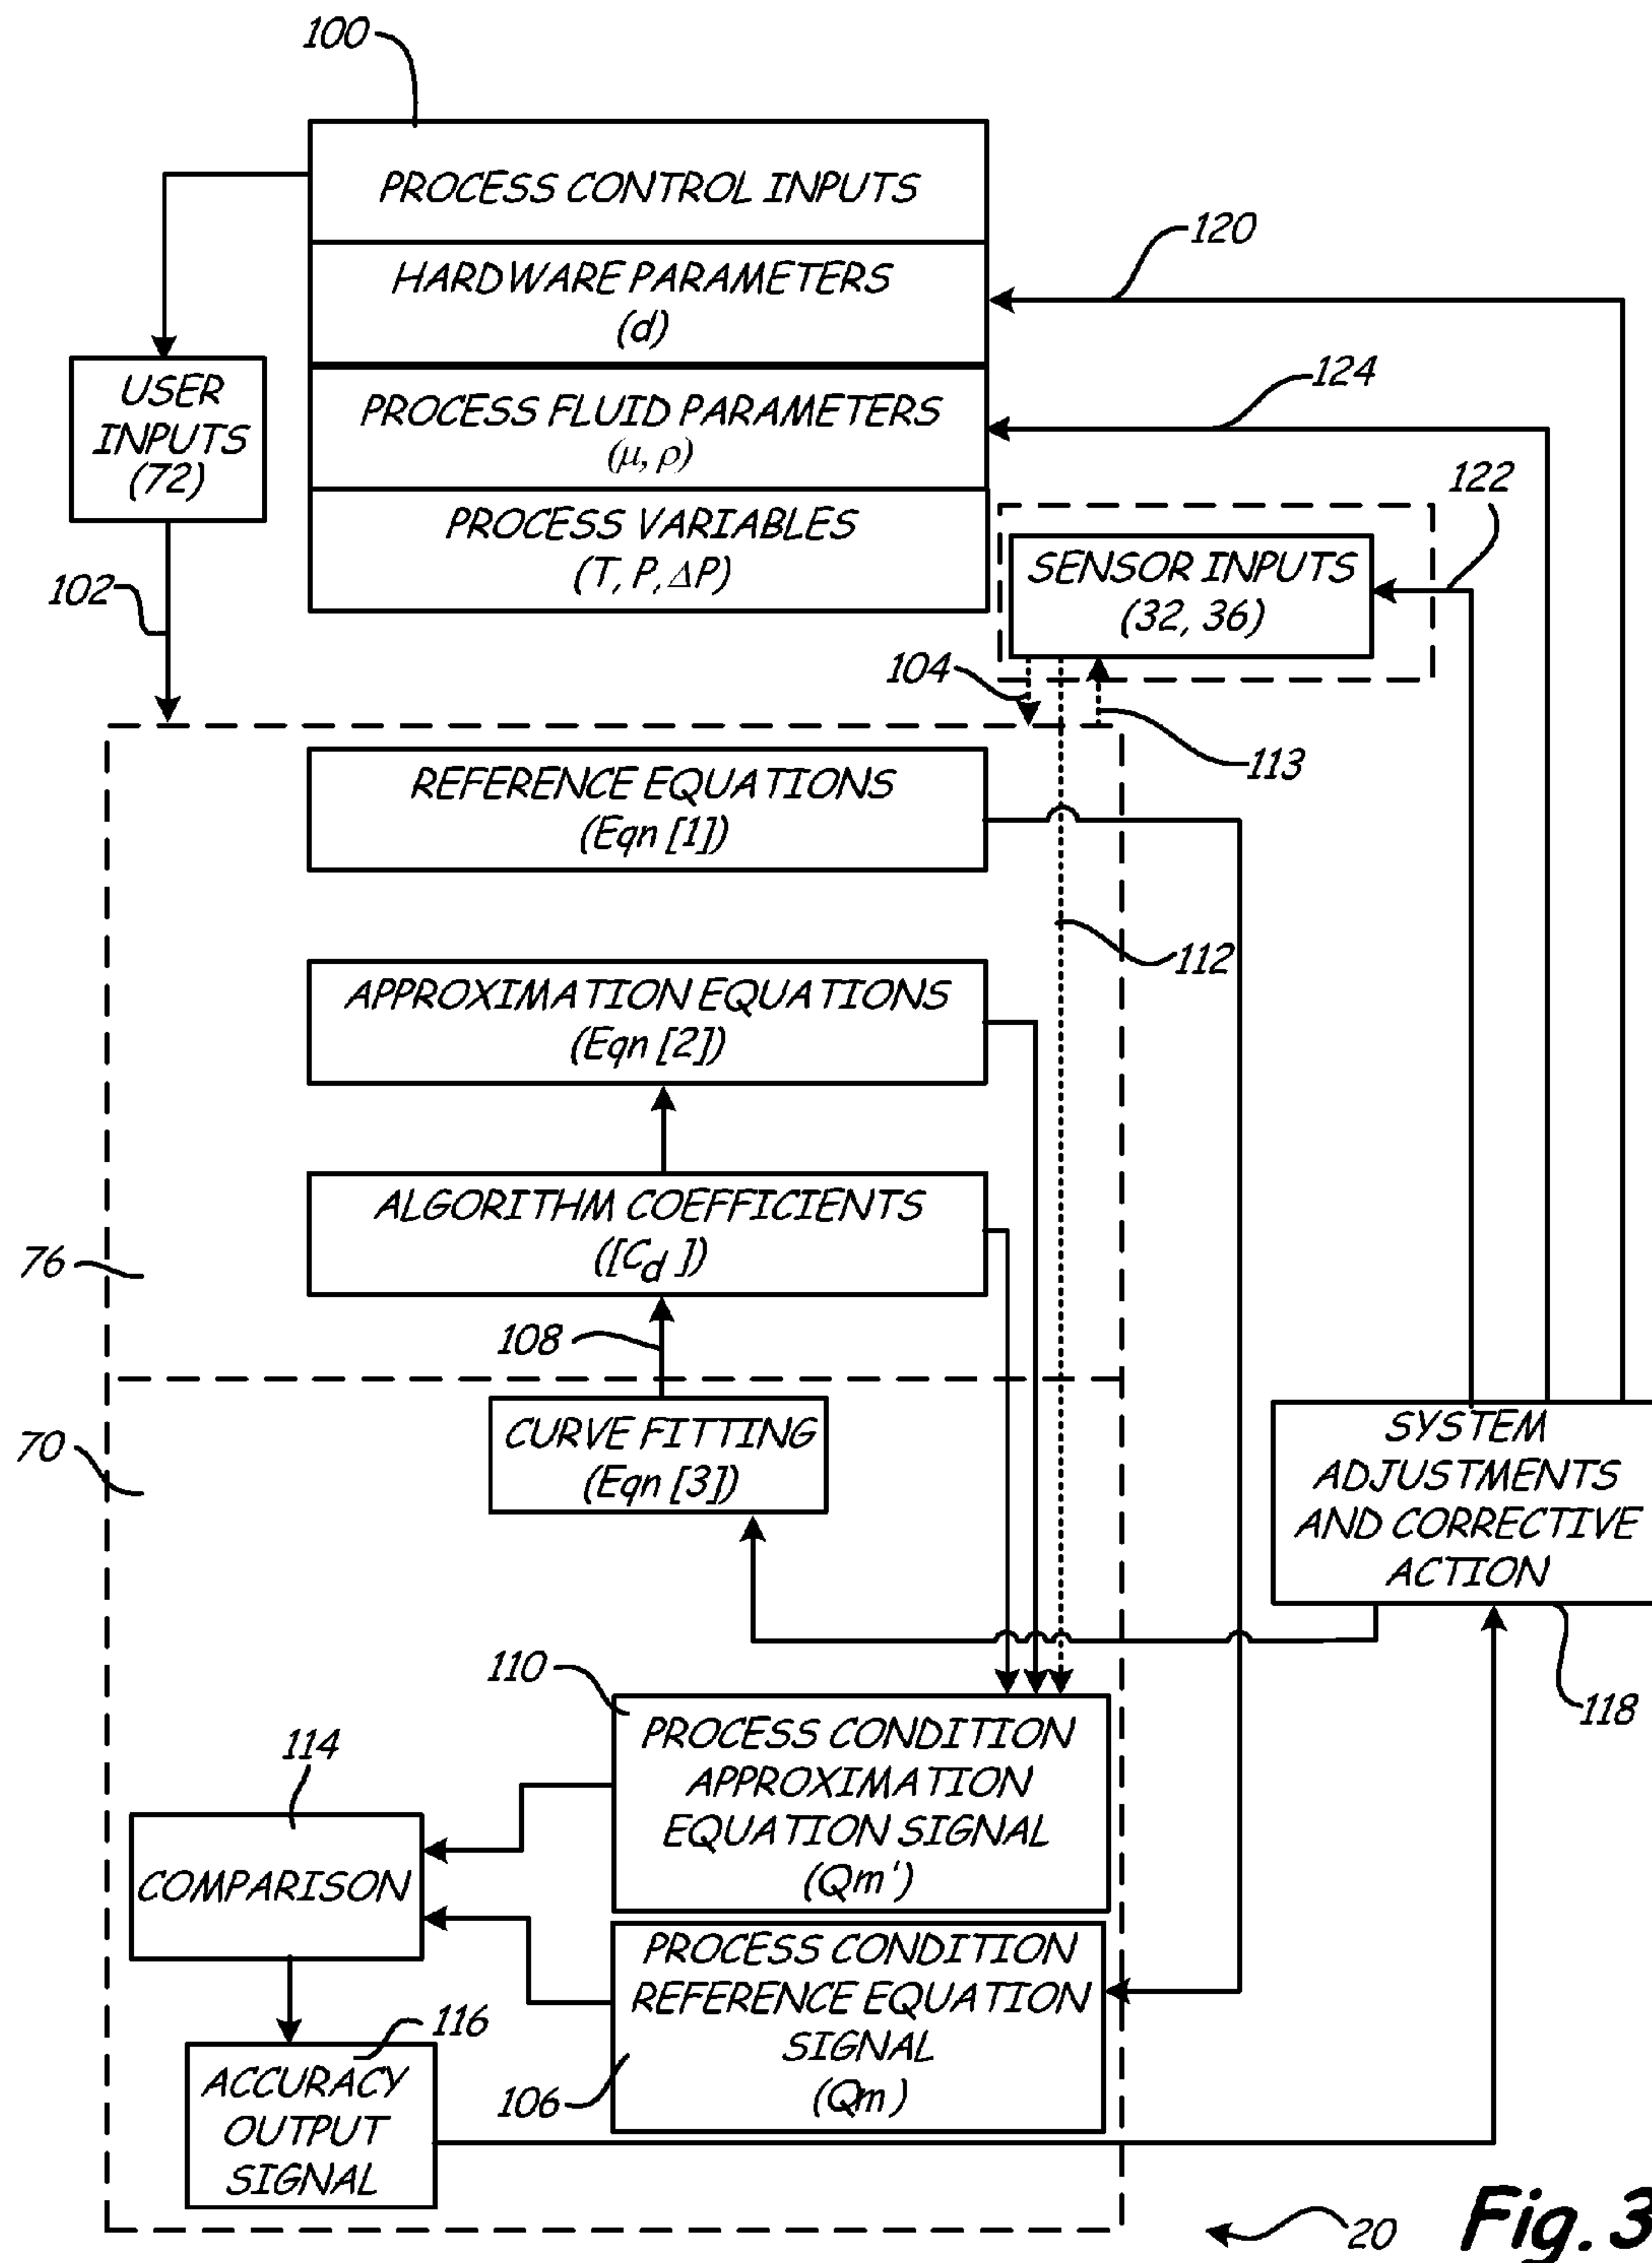 100
PROCESS CONTROL INPUTS
120
HARDWARE PARAMETERS
(d)
124
USER
INPUTS
(72)
PROCESS FLUID PARAMETERS
(μ, ρ)
122
PROCESS VARIABLES
(T, P, ΔP)
SENSOR INPUTS
(32, 36)
102
104
113
REFERENCE EQUATIONS
(Eqn [1])
112
APPROXIMATION EQUATIONS
(Eqn [2])
ALGORITHM COEFFICIENTS
([Cd ])
76
108
70
CURVE FITTING
(Eqn [3])
SYSTEM
ADJUSTMENTS
AND CORRECTIVE
ACTION
118
110
PROCESS CONDITION
APPROXIMATION
EQUATION SIGNAL
(Qm')
114
COMPARISON
PROCESS CONDITION
REFERENCE EQUATION
SIGNAL
(Qm)
106
116
ACCURACY
OUTPUT
SIGNAL
20
Fig. 3